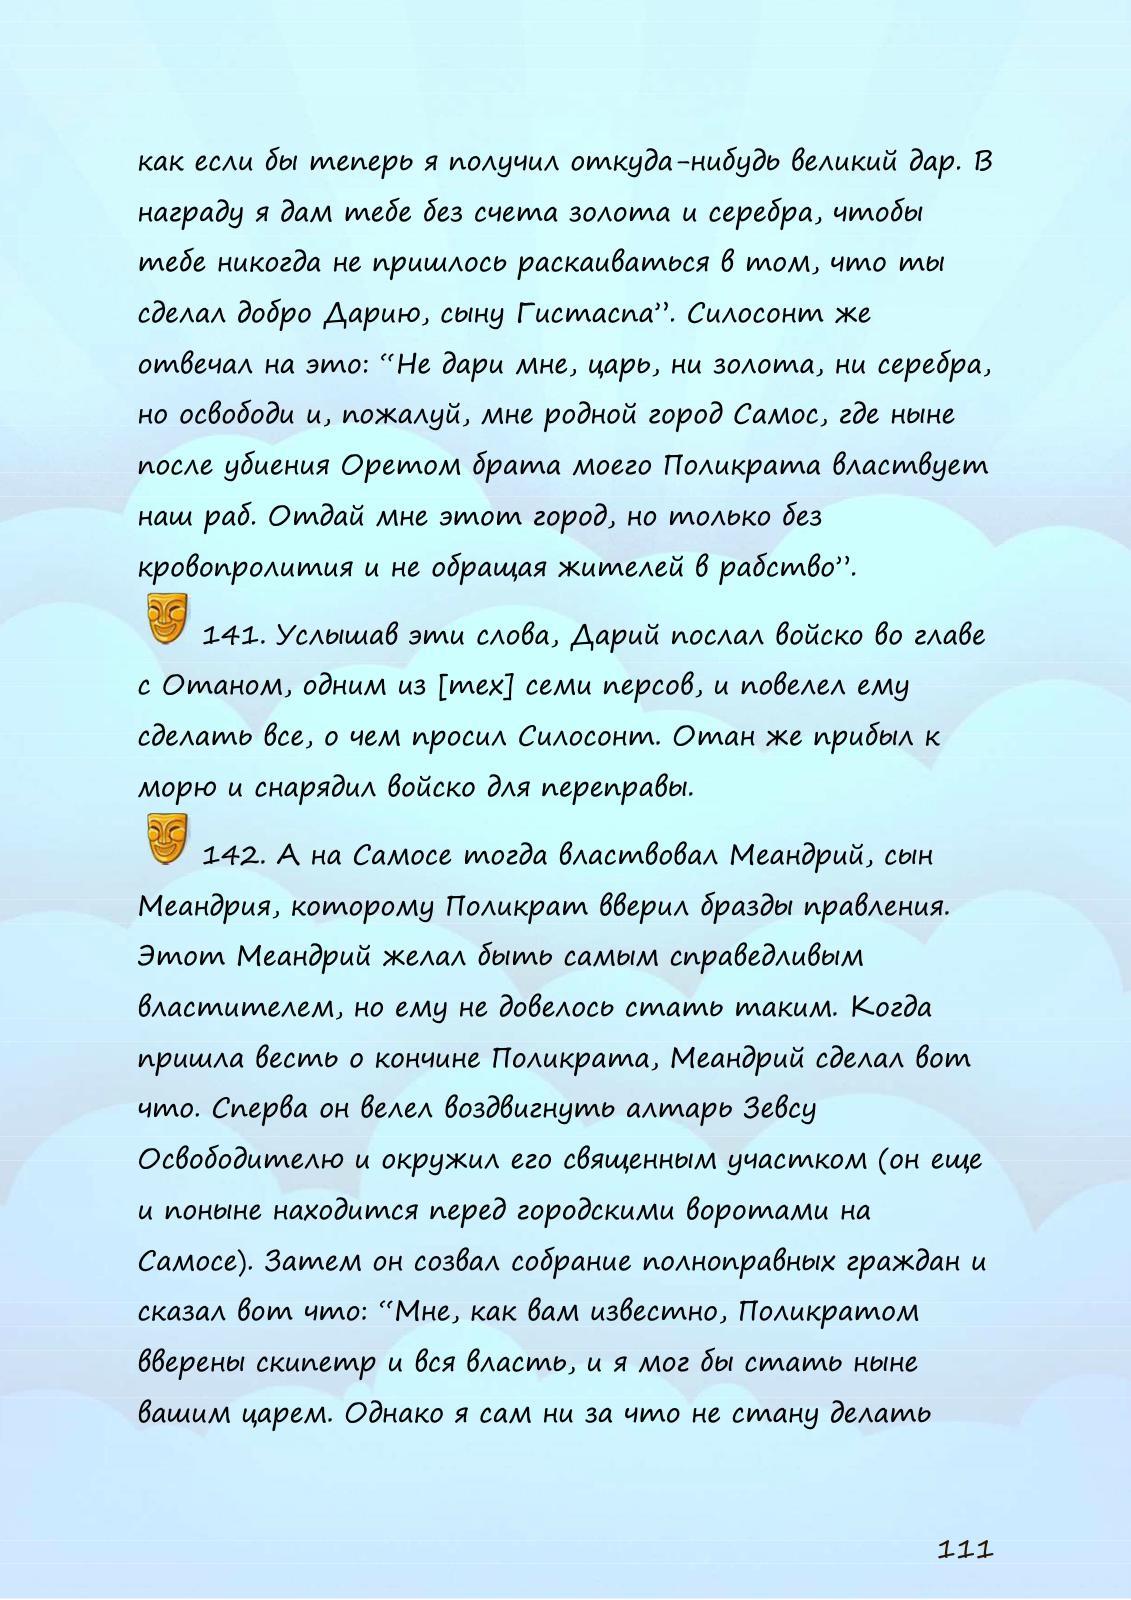 как если бы теперь я получил откуда-нибудь великий дар. В
награду я дам тебе без счета золота и серебра, чтобы
тебе никогда не пришлось раскаиваться в том, что ты
сделал добро Дарию, сыну Гистаспа”. Силосонт же
отвечал на это: “Не дари мне, царь, ни золота, ни серебра,
но освободи и, пожалуй, мне родной город Самос, где ныне
после убиения Оретом брата моего Поликрата властвует
наш раб. Отдай мне этот город, но только без
кровопролития и не обращая жителей в рабство”.
141. Услышав эти слова, Дарий послал войско во главе
с Отаном, одним из [тех] семи персов, и повелел ему
сделать все, о чем просил Силосонт. Отан же прибыл к
морю и снарядил войско для переправы.
142. А на Самосе тогда властвовал Меандрий, сын
Меандрия, которому Поликрат вверил бразды правления.
Этот Меандрий желал быть самым справедливым
властителем, но ему не довелось стать таким. Когда
пришла весть о кончине Поликрата, Меандрий сделал вот
что. Сперва он велел воздвигнуть алтарь Зевсу
Освободителю и окружил его священным участком (он еще
и поныне находится перед городскими воротами на
Самосе). Затем он созвал собрание полноправных граждан и
сказал вот что: “Мне, как вам известно, Поликратом
вверены скипетр и вся власть, и я мог бы стать ныне
вашим царем. Однако я сам ни за что не стану делать
111